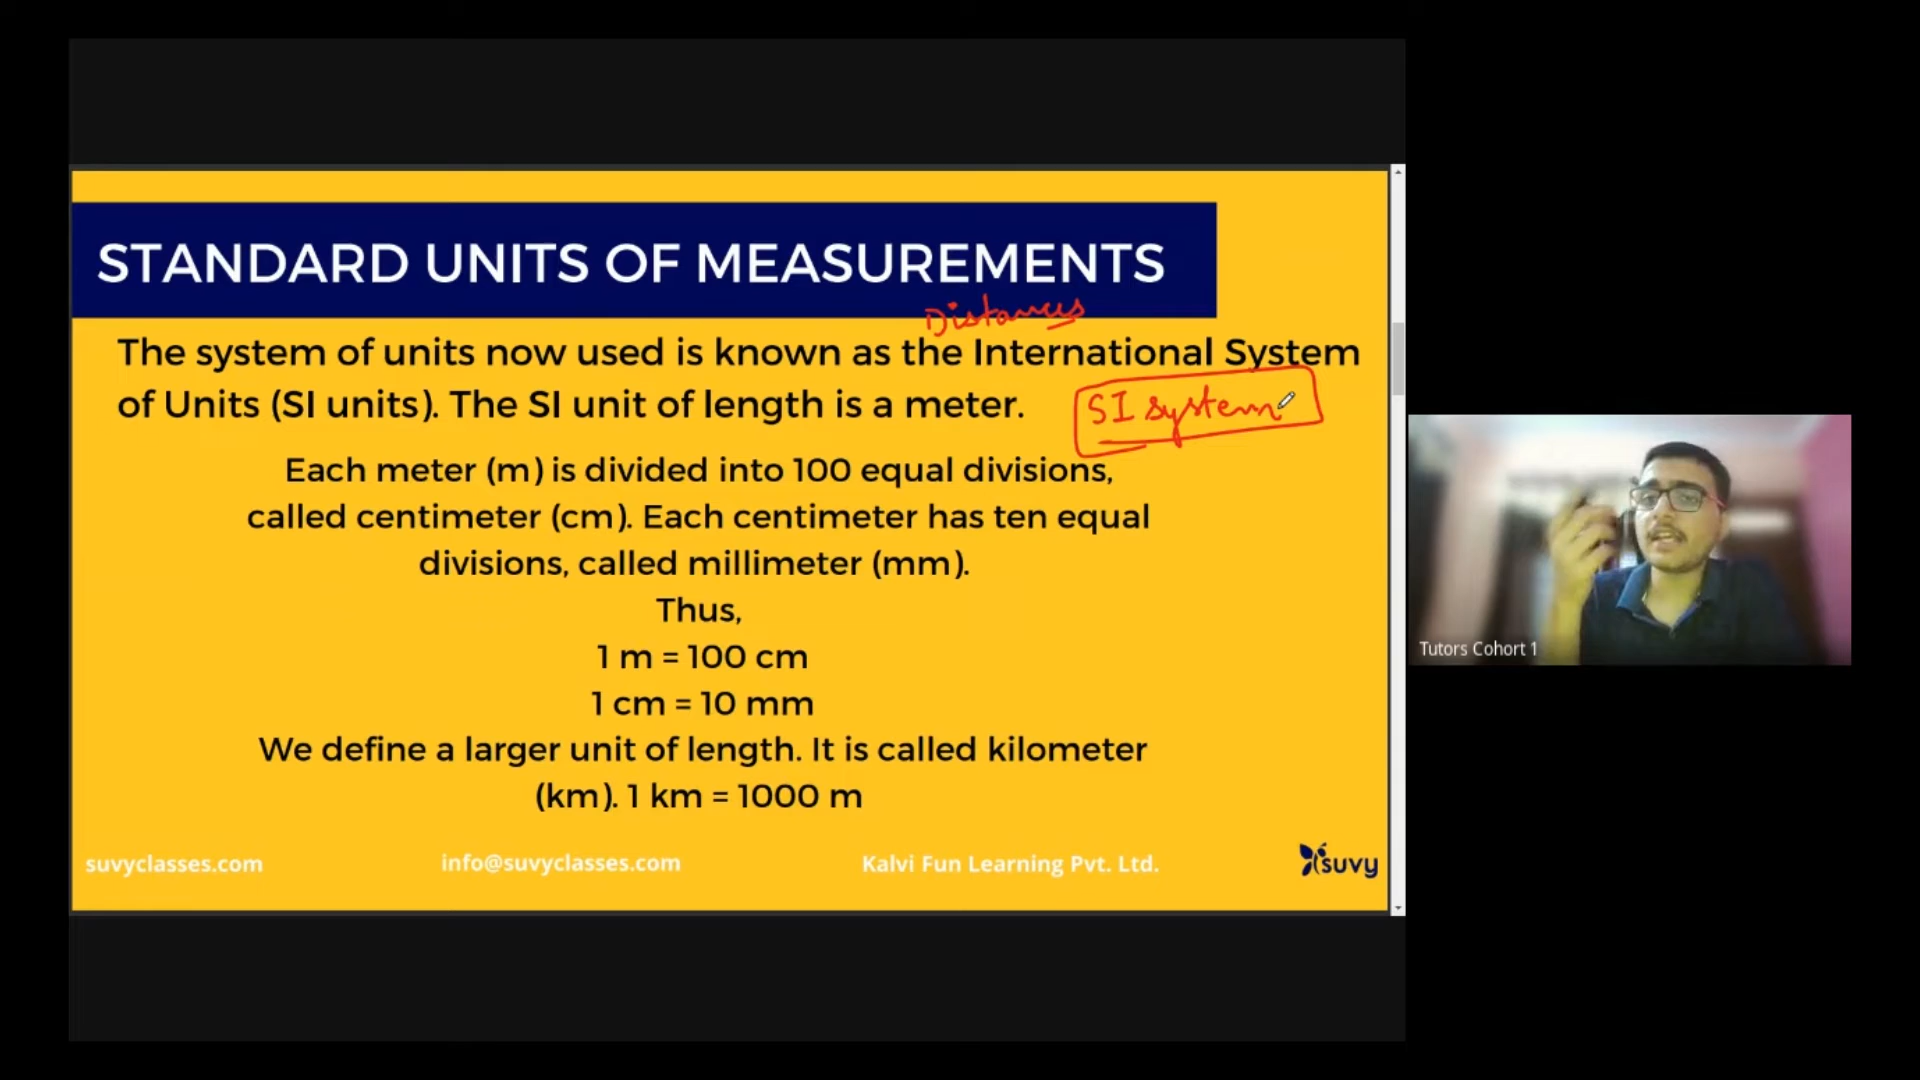 STANDARD UNITS OF MEASUREMENTS
Distances
The system of units now used is known as the International System
of Units (SI units). The SI unit of length is a meter.
SI system
Each meter (m) is divided into 100 equal divisions,
called centimeter (cm). Each centimeter has ten equal
divisions, called millimeter (mm).
Thus,
1 m = 100 cm
1 cm = 10 mm
We define a larger unit of length. It is called kilometer
(km). 1 km = 1000 m
suvyclasses.com
info@suvyclasses.com
Kalvi Fun Learning Pvt. Ltd.
suvy
Tutors Cohort 1